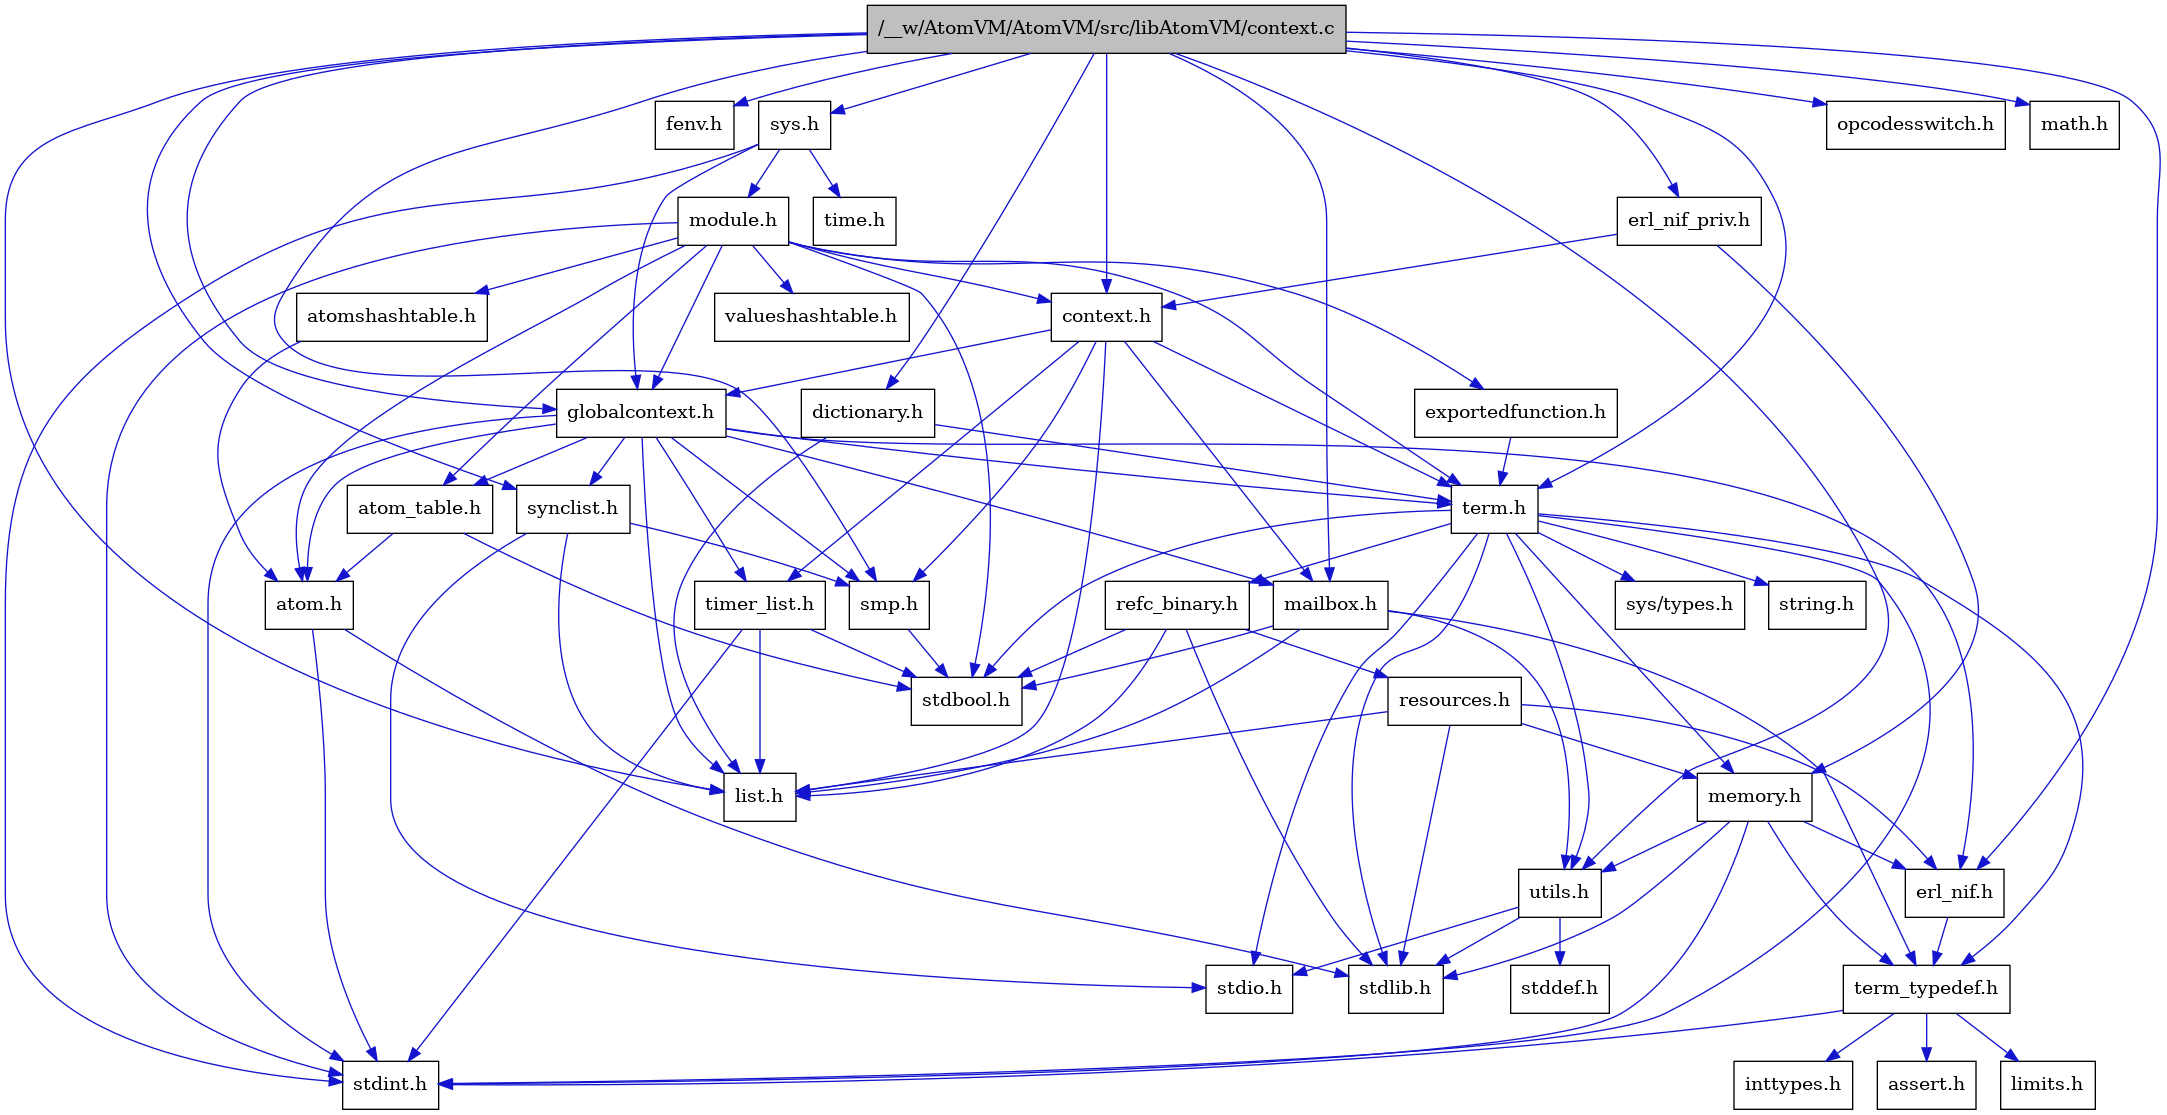 /__w/AtomVM/AtomVM/src/libAtomVM/context.c
fenv.h
sys.h
opcodesswitch.h
math.h
module.h
time.h
erl_nif_priv.h
atomshashtable.h
valueshashtable.h
context.h
globalcontext.h
dictionary.h
exportedfunction.h
atom_table.h
synclist.h
term.h
atom.h
timer_list.h
smp.h
refc_binary.h
mailbox.h
sys/types.h
string.h
stdbool.h
resources.h
list.h
memory.h
utils.h
erl_nif.h
stdio.h
stdlib.h
stddef.h
term_typedef.h
stdint.h
inttypes.h
assert.h
limits.h